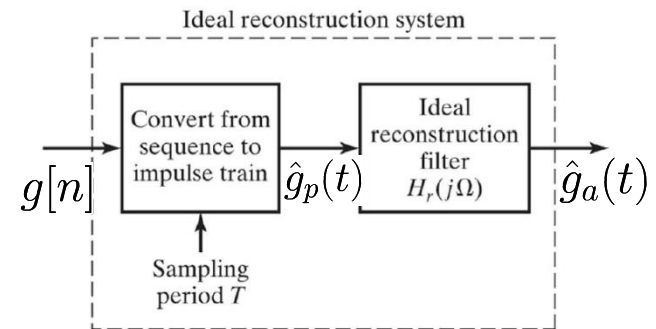 Ideal reconstruction system
Convert from
sequence to
impulse train
Ideal
reconstruction
filter
H_r(jΩ)
g[n]
ĝ_p(t)
ĝ_a(t)
Sampling
period T